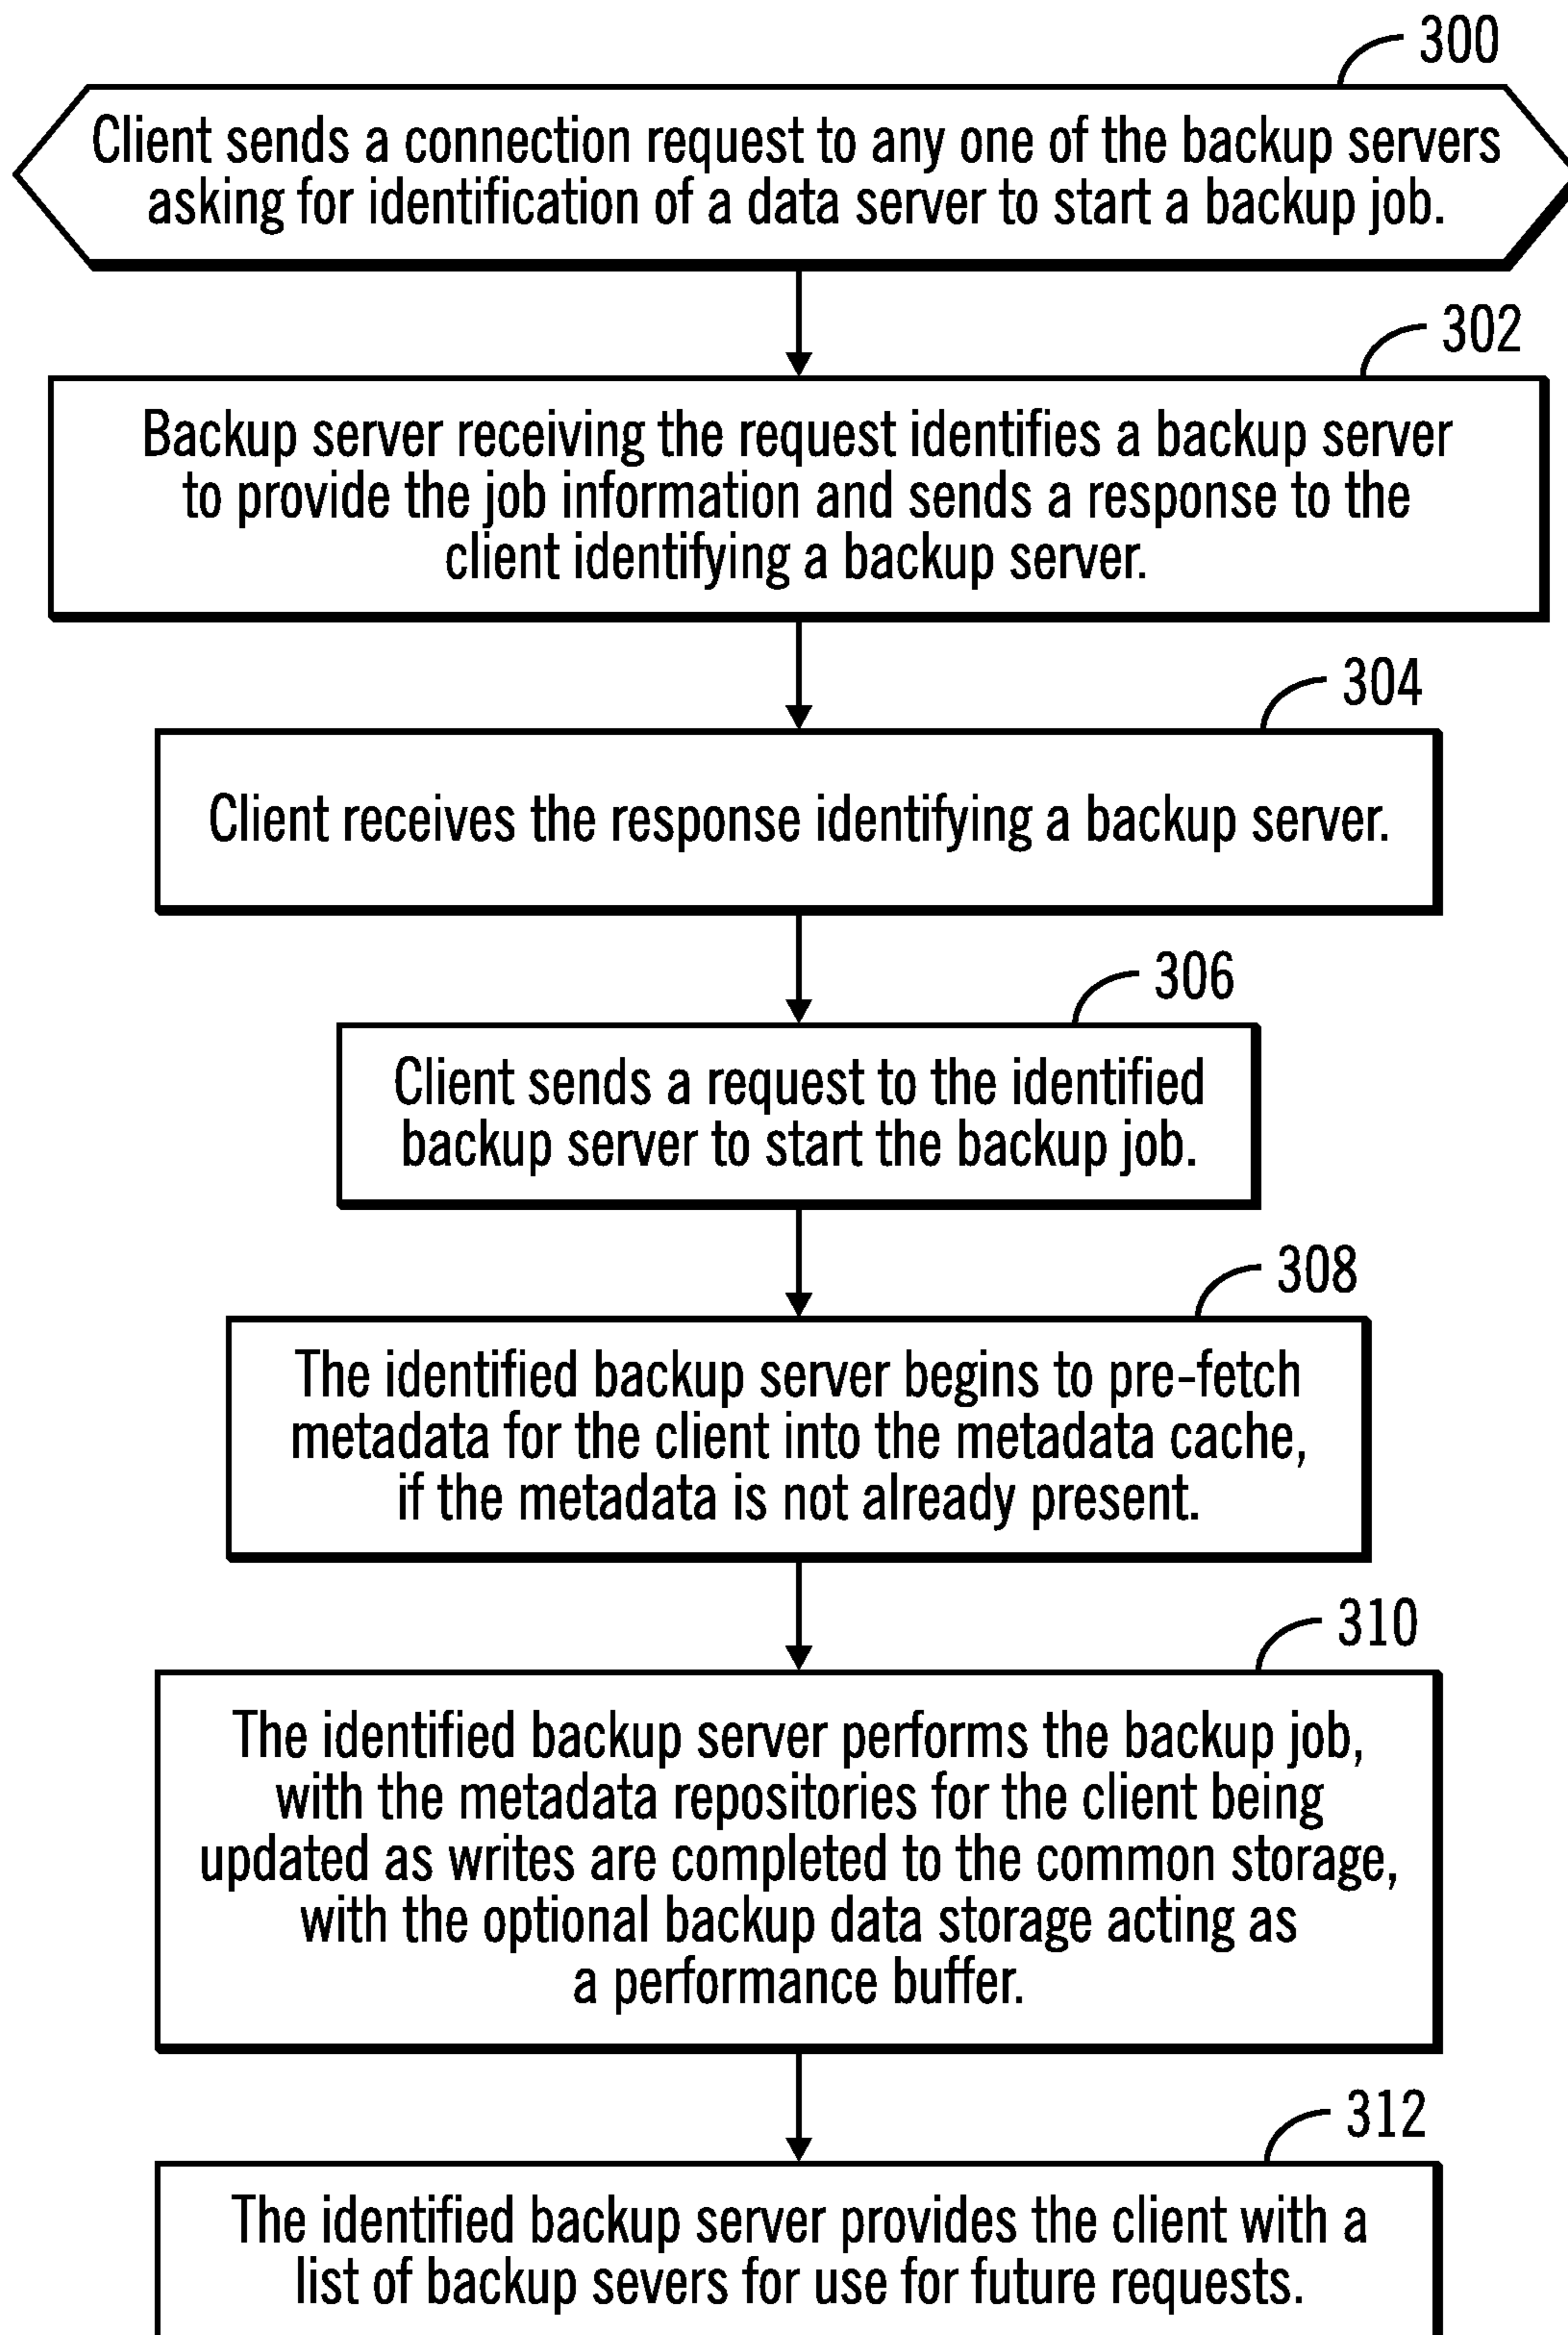 300
Client sends a connection request to any one of the backup servers
asking for identification of a data server to start a backup job.
302
Backup server receiving the request identifies a backup server
to provide the job information and sends a response to the
client identifying a backup server.
304
Client receives the response identifying a backup server.
306
Client sends a request to the identified
backup server to start the backup job.
308
The identified backup server begins to pre-fetch
metadata for the client into the metadata cache,
if the metadata is not already present.
310
The identified backup server performs the backup job,
with the metadata repositories for the client being
updated as writes are completed to the common storage,
with the optional backup data storage acting as
a performance buffer.
312
The identified backup server provides the client with a
list of backup severs for use for future requests.